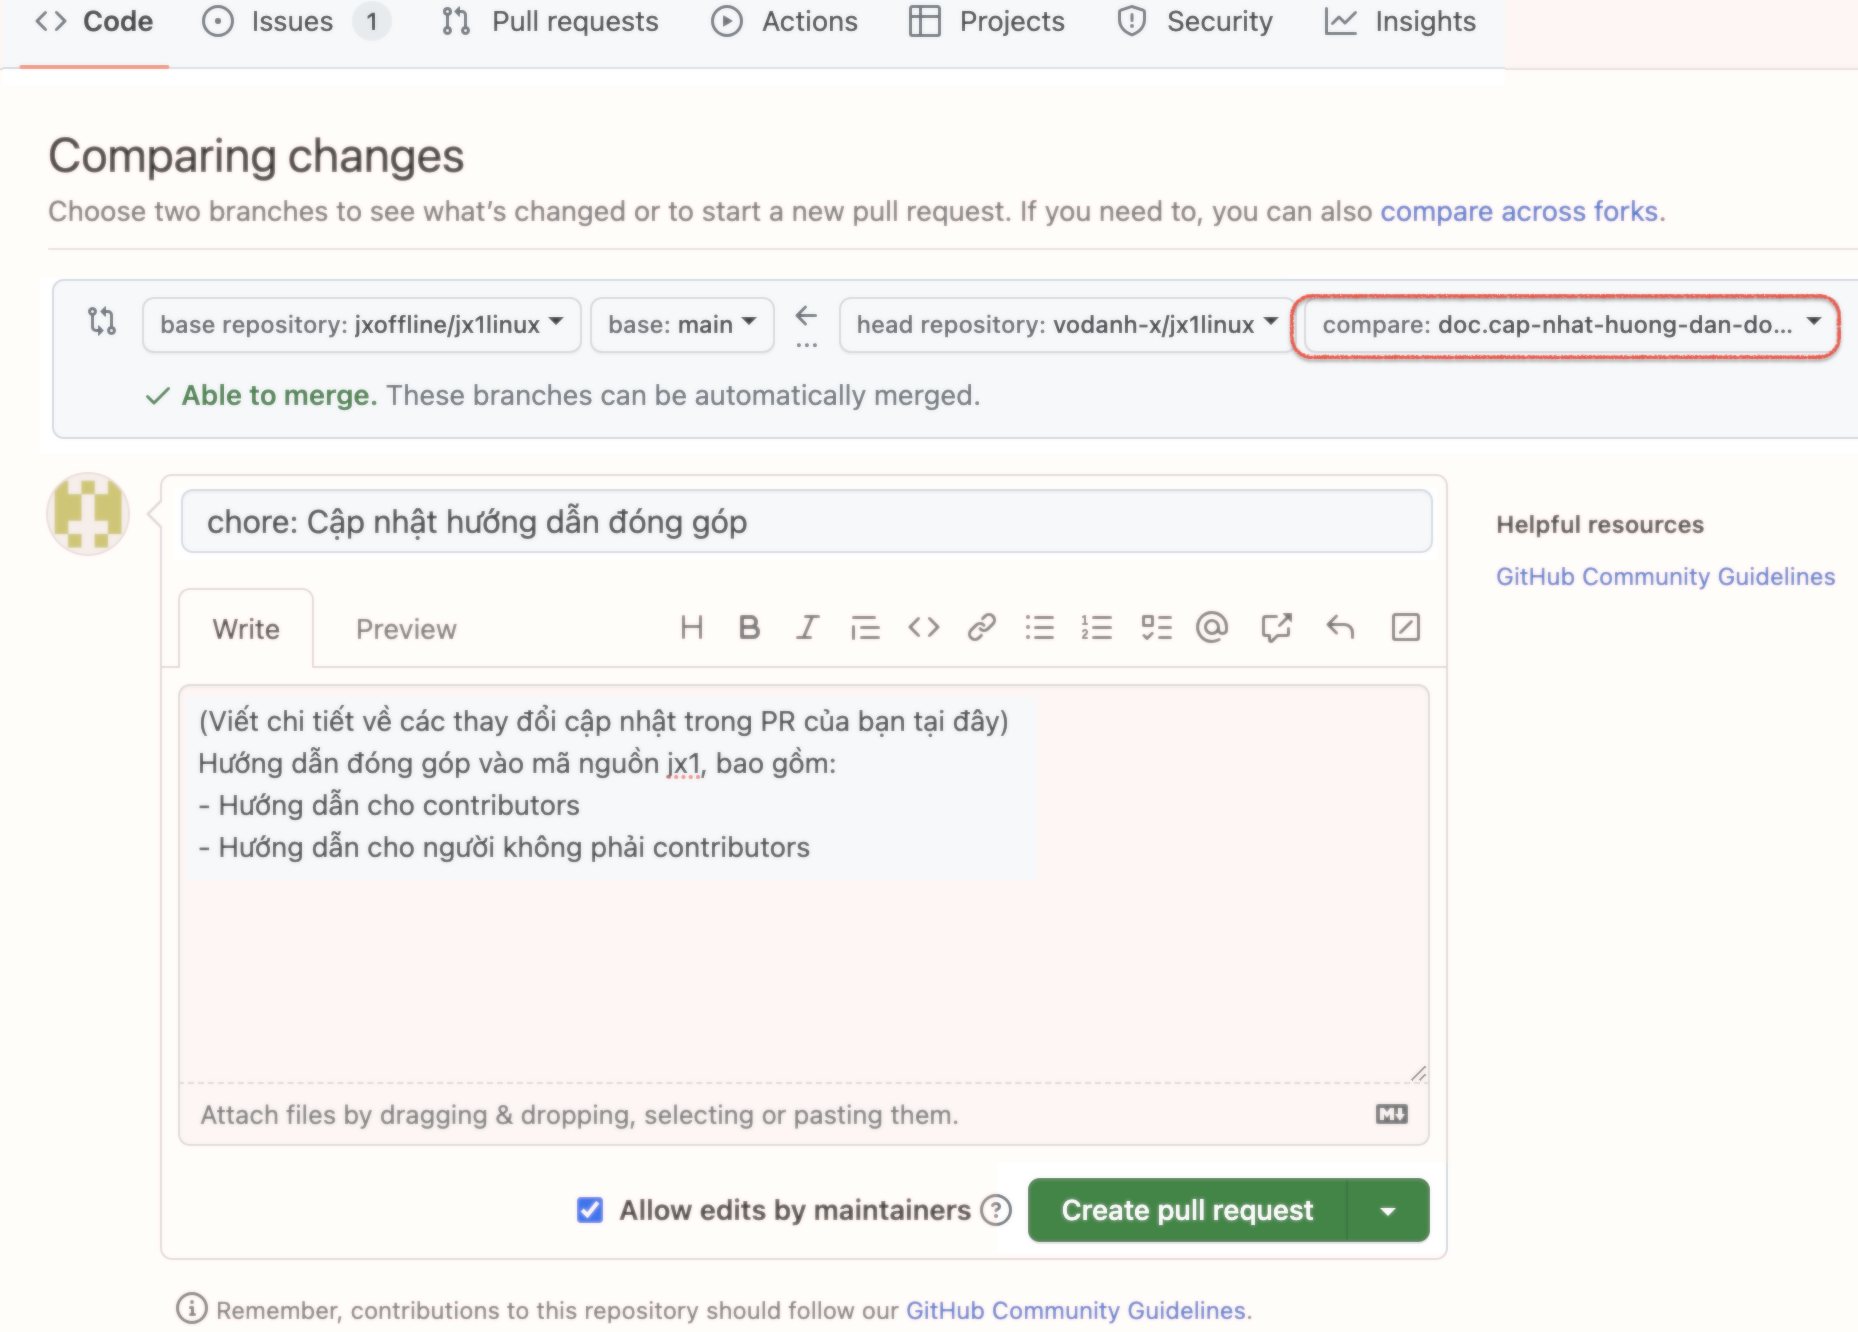 Code Issues 1 Pull requests Actions Projects Security Insights
Comparing changes
Choose two branches to see what's changed or to start a new pull request. If you need to, you can also compare across forks.
base repository: jxoffline/jx1linux base: main ... head repository: vodanh-x/jx1linux compare: doc.cap-nhat-huong-dan-do...
Able to merge. These branches can be automatically merged.
chore: Cập nhật hướng dẫn đóng góp
Helpful resources
GitHub Community Guidelines
Write Preview
(Viết chi tiết về các thay đổi cập nhật trong PR của bạn tại đây)
Hướng dẫn đóng góp vào mã nguồn jx1, bao gồm:
- Hướng dẫn cho contributors
- Hướng dẫn cho người không phải contributors
Attach files by dragging & dropping, selecting or pasting them.
Allow edits by maintainers Create pull request
Remember, contributions to this repository should follow our GitHub Community Guidelines.